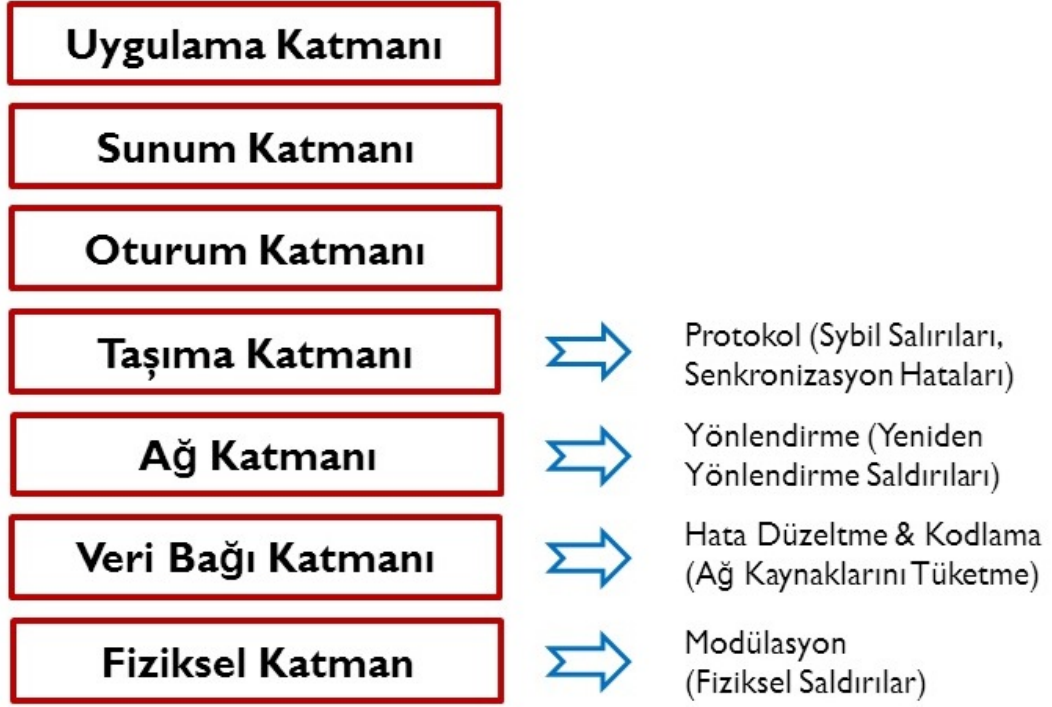 Uygulama Katmanı
Sunum Katmanı
Oturum Katmanı
Taşıma Katmanı
Protokol (Sybil Salırıları,
Senkronizasyon Hataları)
Ağ Katmanı
Yönlendirme (Yeniden
Yönlendirme Saldırıları)
Veri Bağı Katmanı
Hata Düzeltme & Kodlama
(Ağ Kaynaklarını Tüketme)
Fiziksel Katman
Modülasyon
(Fiziksel Saldırılar)